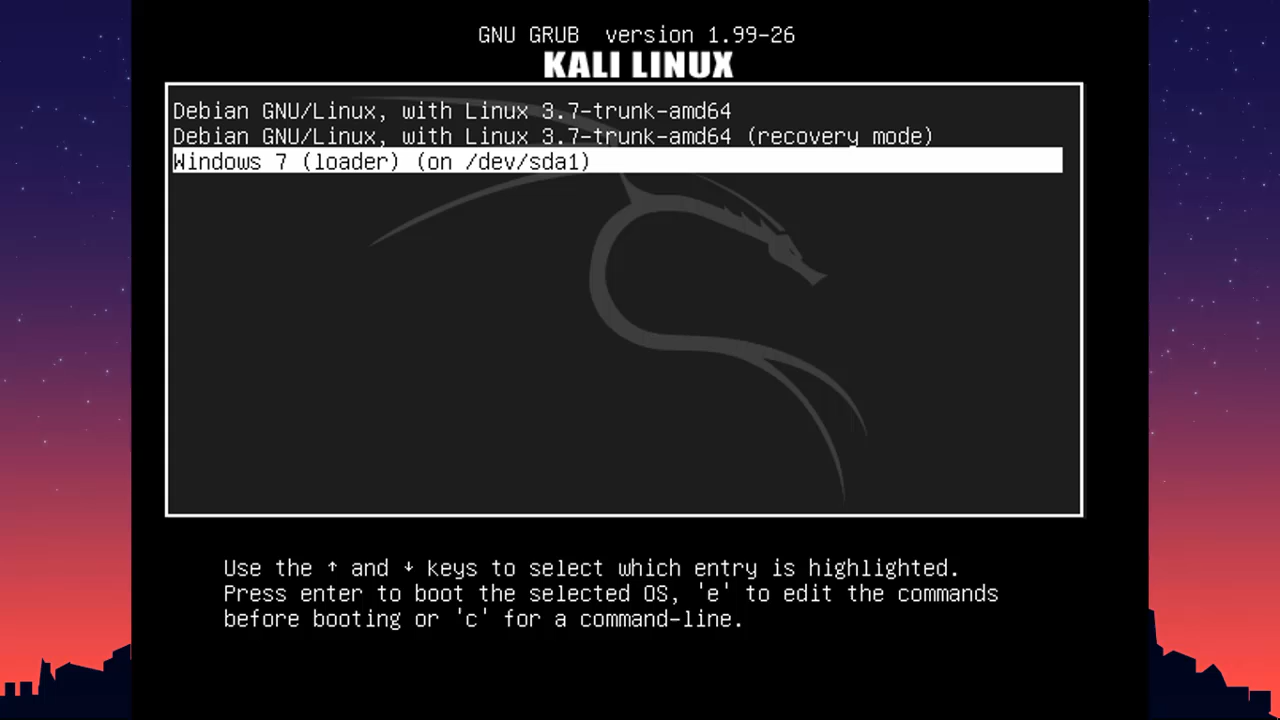 GNU GRUB version 1.99-26
KALI LINUX
Debian GNU/Linux, with Linux 3.7-trunk-amd64
Debian GNU/Linux, with Linux 3.7-trunk-amd64 (recovery mode)
Windows 7 (loader) (on /dev/sda1)
Use the ↑ and ↓ keys to select which entry is highlighted.
Press enter to boot the selected OS, 'e' to edit the commands
before booting or 'c' for a command-line.